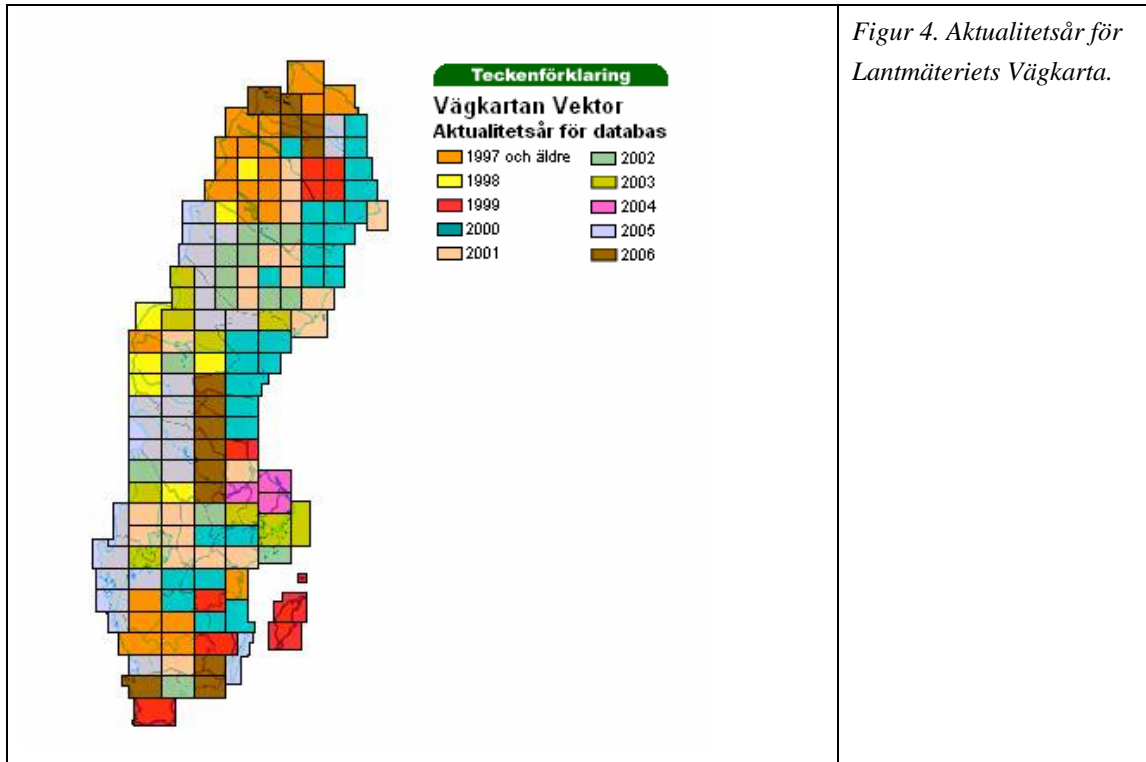 Figur 4. Aktualitetsår för
Lantmäteriets Vägkarta.
Teckenförklaring
Vägkartan Vektor
Aktualitetsår för databas
1997 och äldre
1998
1999
2000
2001
2002
2003
2004
2005
2006